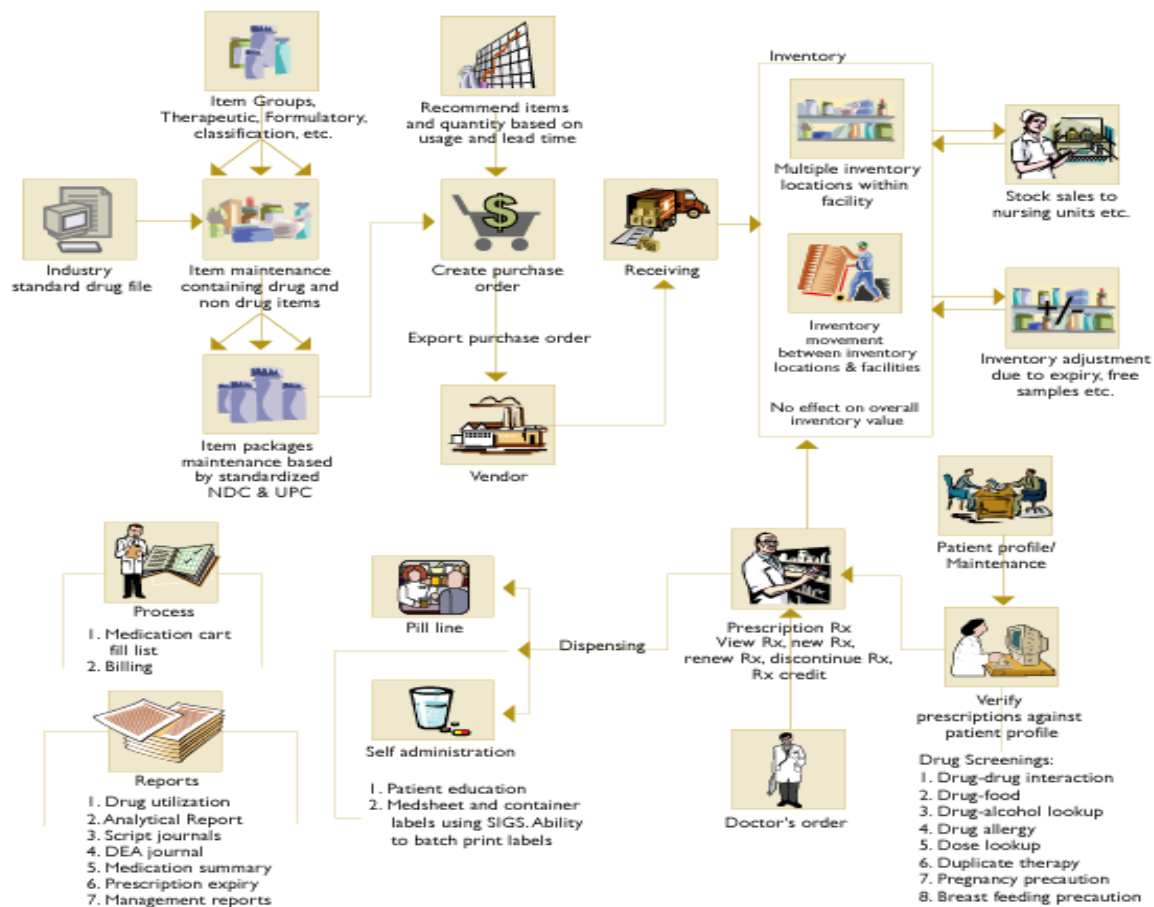 Item Groups,
Therapeutic, Formulatory,
classification, etc.
Recommend items
and quantity based on
usage and lead time
Inventory
Multiple inventory
locations within
facility
Stock sales to
nursing units etc.
Industry
standard drug file
Item maintenance
containing drug and
non drug items
$
Create purchase
order
Receiving
Export purchase order
Inventory
movement
between inventory
locations & facilities
+/-
Inventory adjustment
due to expiry, free
samples etc.
No effect on overall
inventory value
Item packages
maintenance based
by standardized
NDC & UPC
Vendor
Patient profile/
Maintenance
Process
1. Medication cart
fill list
2. Billing
Pill line
Dispensing
Prescription Rx
View Rx, new Rx,
renew Rx, discontinue Rx,
Rx credit
Verify
prescriptions against
patient profile
Self administration
1. Patient education
2. Medsheet and container
labels using SIGS. Ability
to batch print labels
Doctor's order
Drug Screenings:
1. Drug-drug interaction
2. Drug-food
3. Drug-alcohol lookup
4. Drug allergy
5. Dose lookup
6. Duplicate therapy
7. Pregnancy precaution
8. Breast feeding precaution
Reports
1. Drug utilization
2. Analytical Report
3. Script journals
4. DEA journal
5. Medication summary
6. Prescription expiry
7. Management reports